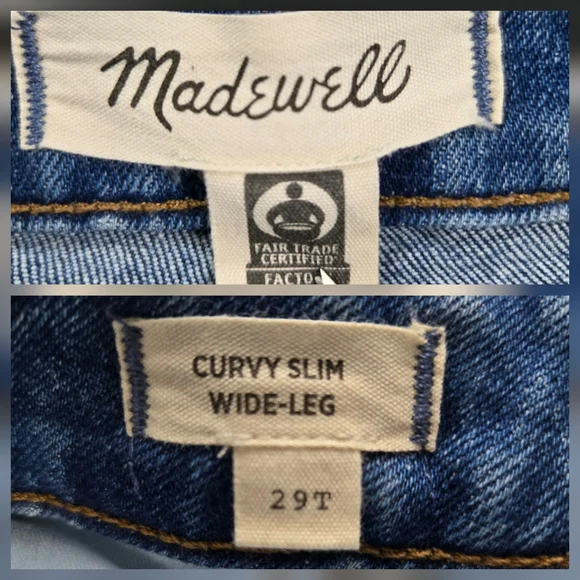 Madewell
FAIR TRADE
CERTIFIED
CURVY SLIM
WIDE-LEG
29T